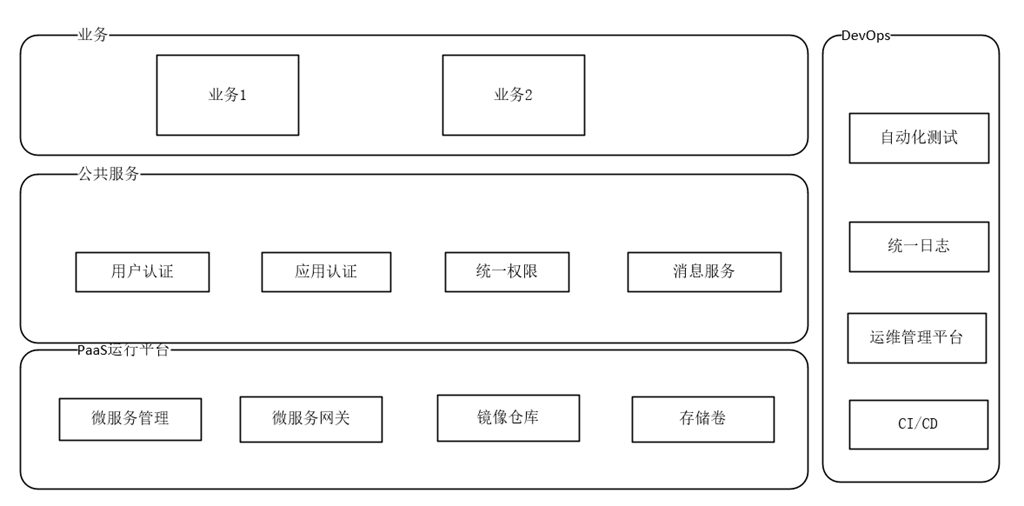 业务
业务1
业务2
公共服务
用户认证
应用认证
统一权限
消息服务
PaaS运行平台
微服务管理
微服务网关
镜像仓库
存储卷
DevOps
自动化测试
统一日志
运维管理平台
CI/CD